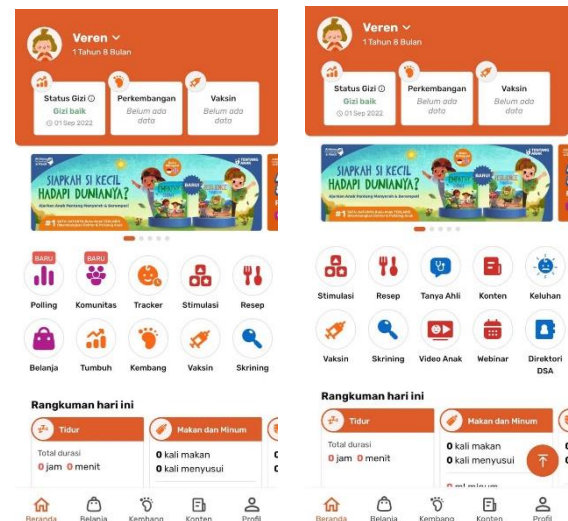 Veren
1 Tahun 8 Bulan
Status Gizi
Gizi baik
01 Sep 2022
Perkembangan
Belum ada
data
Vaksin
Belum ada
data
SIAPKAH SI KECIL
HADAPI DUNIANYA?
BARU!
#1
BARU
BARU
Polling
Komunitas
Tracker
Stimulasi
Resep
Belanja
Tumbuh
Kembang
Vaksin
Skrining
Rangkuman hari ini
Tidur
Total durasi
0 jam 0 menit
Makan dan Minum
0 kali makan
0 kali menyusui
Beranda
Belanja
Kembang
Konten
Profil
Veren
1 Tahun 8 Bulan
Status Gizi
Gizi baik
01 Sep 2022
Perkembangan
Belum ada
data
Vaksin
Belum ada
data
SIAPKAH SI KECIL
HADAPI DUNIANYA?
BARU!
#1
Stimulasi
Resep
Tanya Ahli
Konten
Keluhan
Vaksin
Skrining
Video Anak
Webinar
Direktori
DSA
Rangkuman hari ini
Tidur
Total durasi
0 jam 0 menit
Makan dan Minum
0 kali makan
0 kali menyusui
0 ml minum
Beranda
Belanja
Kembang
Konten
Profil